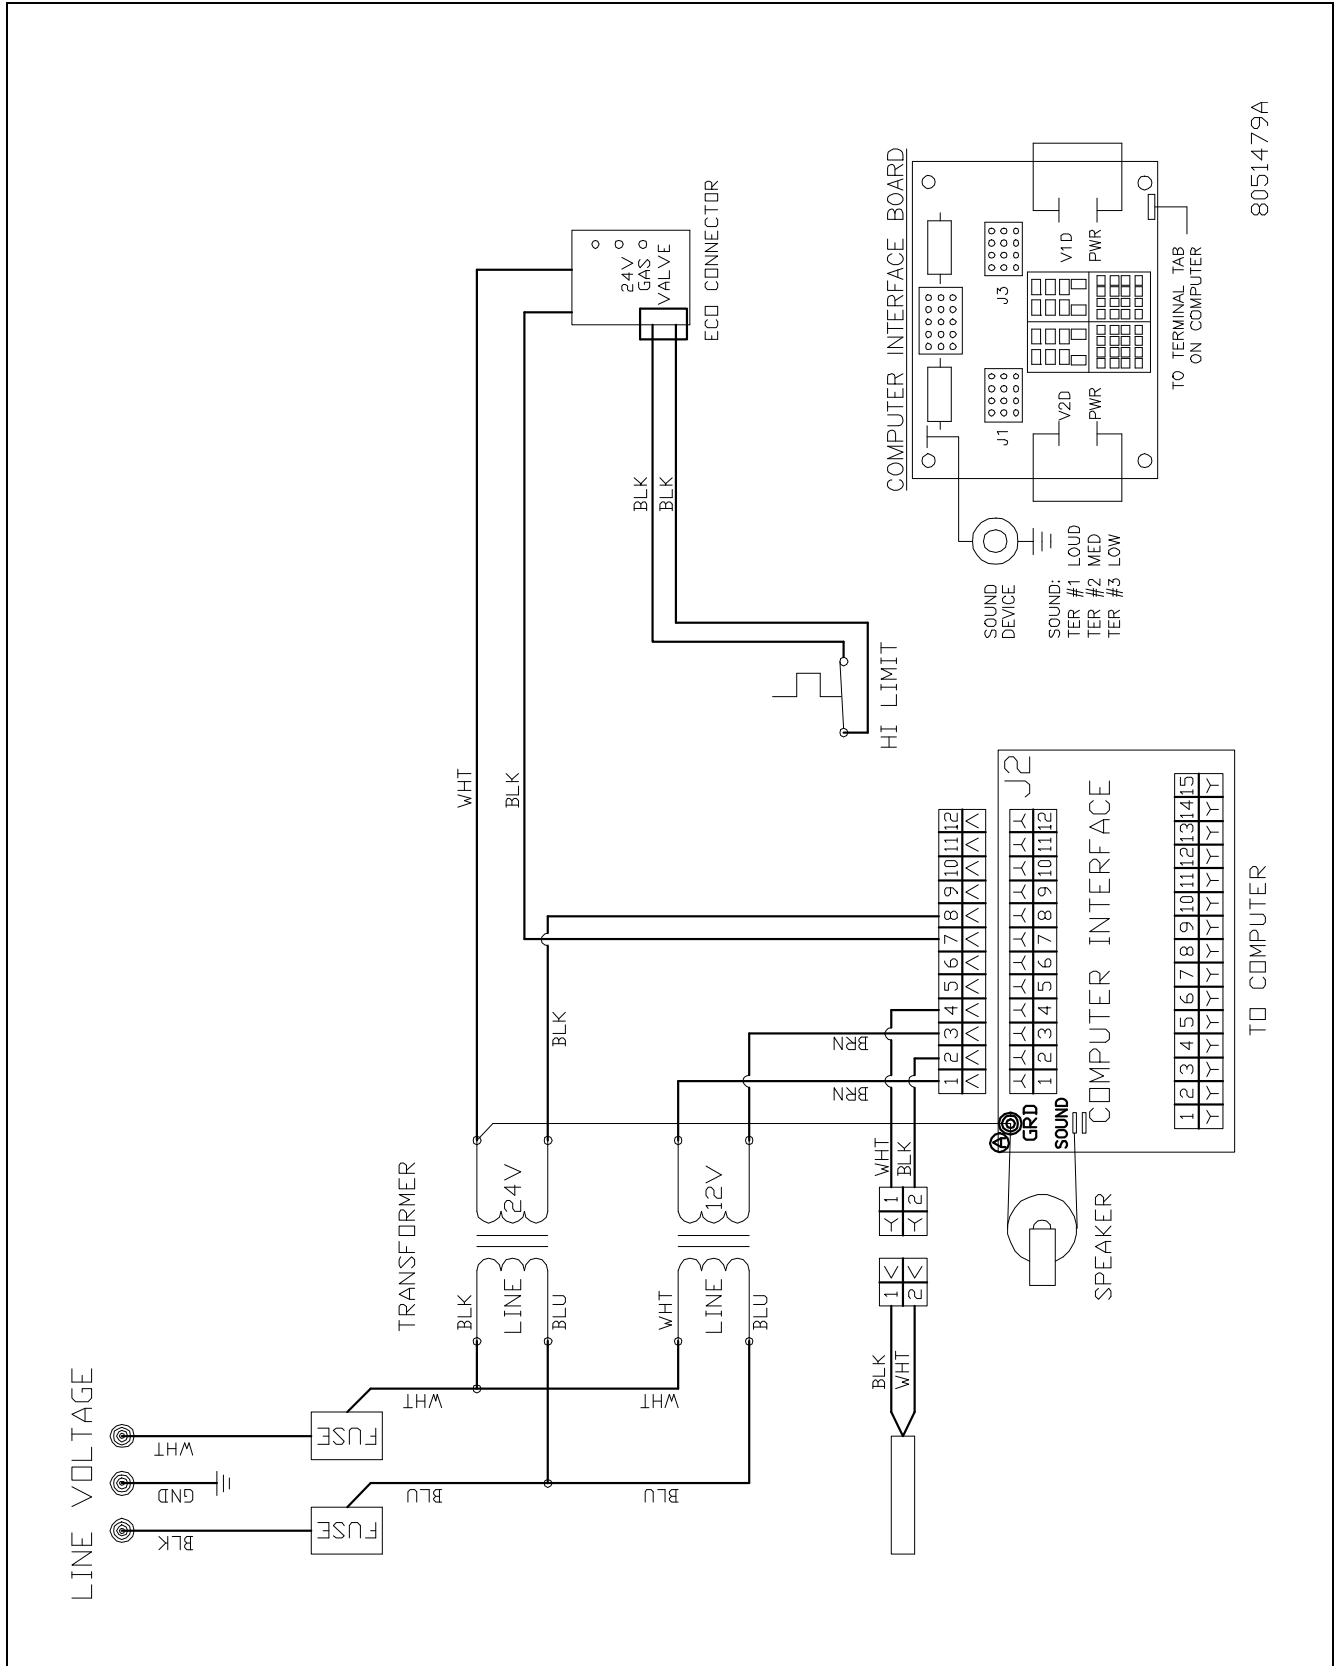 LINE VOLTAGE
BLK
GND
WHT
FUSE
FUSE
BLU
WHT
BLU
WHT
TRANSFORMER
BLK
LINE
BLU
24V
WHT
LINE
BLU
12V
WHT
BLK
BLK
BRN
BRN
24V
GAS
VALVE
ECO CONNECTOR
BLK
BLK
HI LIMIT
BLK
WHT
1
2
1
2
WHT
BLK
1 2 3 4 5 6 7 8 9 10 11 12
1 2 3 4 5 6 7 8 9 10 11 12
J2
A
GRD
SOUND
COMPUTER INTERFACE
1 2 3 4 5 6 7 8 9 10 11 12 13 14 15
TO COMPUTER
SPEAKER
COMPUTER INTERFACE BOARD
J1
J3
V2D
PWR
V1D
PWR
TO TERMINAL TAB
ON COMPUTER
SOUND
DEVICE
SOUND:
TER #1 LOUD
TER #2 MED
TER #3 LOW
8051479A